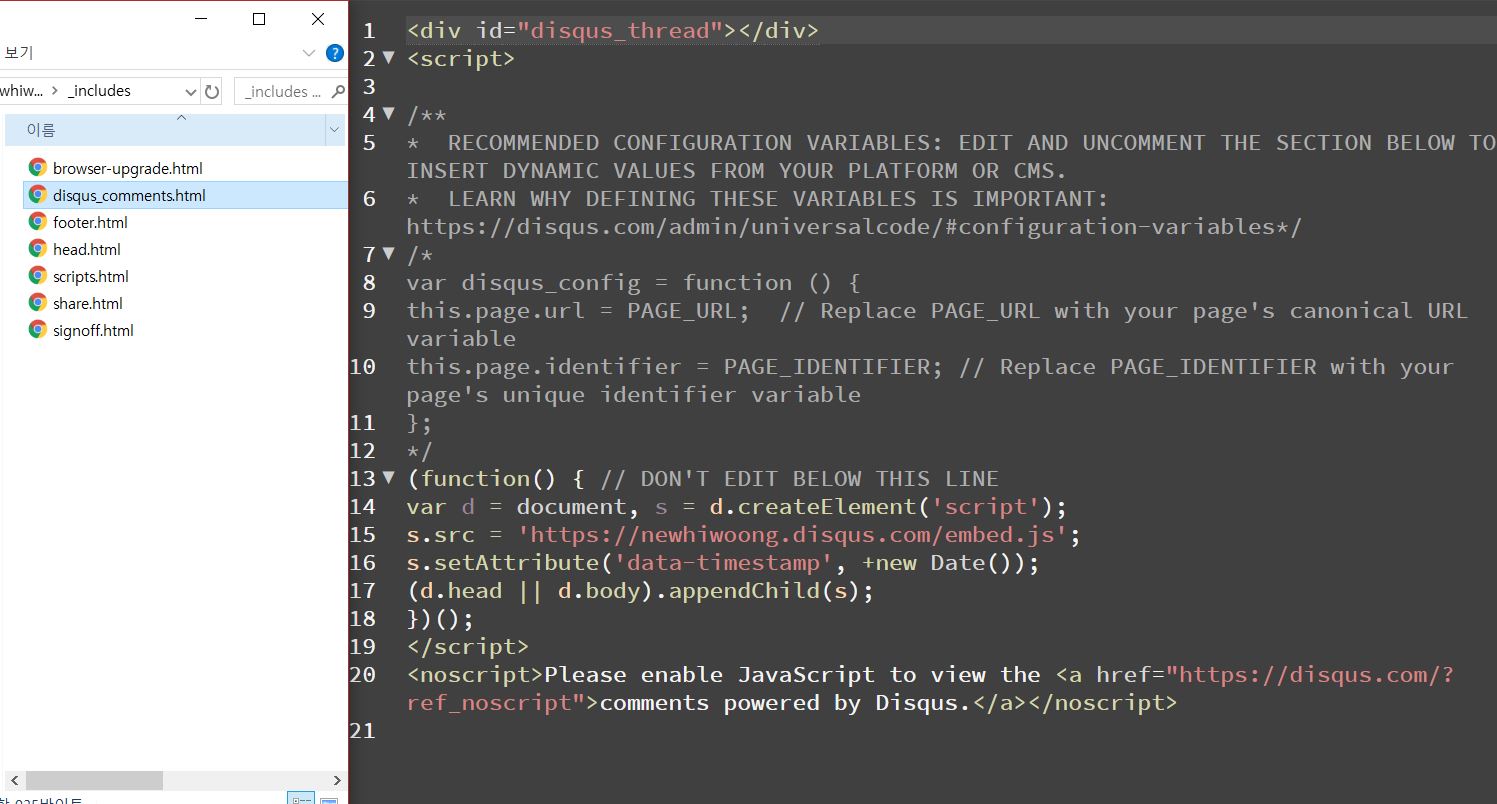 보기
?
whiw... > _includes
_includes ...
이름
browser-upgrade.html
disqus_comments.html
footer.html
head.html
scripts.html
share.html
signoff.html
1 <div id="disqus_thread"></div>
2 <script>
3
4 /**
5 *  RECOMMENDED CONFIGURATION VARIABLES: EDIT AND UNCOMMENT THE SECTION BELOW TO
INSERT DYNAMIC VALUES FROM YOUR PLATFORM OR CMS.
6 *  LEARN WHY DEFINING THESE VARIABLES IS IMPORTANT:
https://disqus.com/admin/universalcode/#configuration-variables*/
7 /*
8 var disqus_config = function () {
9 this.page.url = PAGE_URL;  // Replace PAGE_URL with your page's canonical URL
variable
10 this.page.identifier = PAGE_IDENTIFIER; // Replace PAGE_IDENTIFIER with your
page's unique identifier variable
11 };
12 */
13 (function() { // DON'T EDIT BELOW THIS LINE
14 var d = document, s = d.createElement('script');
15 s.src = 'https://newhiwoong.disqus.com/embed.js';
16 s.setAttribute('data-timestamp', +new Date());
17 (d.head || d.body).appendChild(s);
18 })();
19 </script>
20 <noscript>Please enable JavaScript to view the <a href="https://disqus.com/?
ref_noscript">comments powered by Disqus.</a></noscript>
21